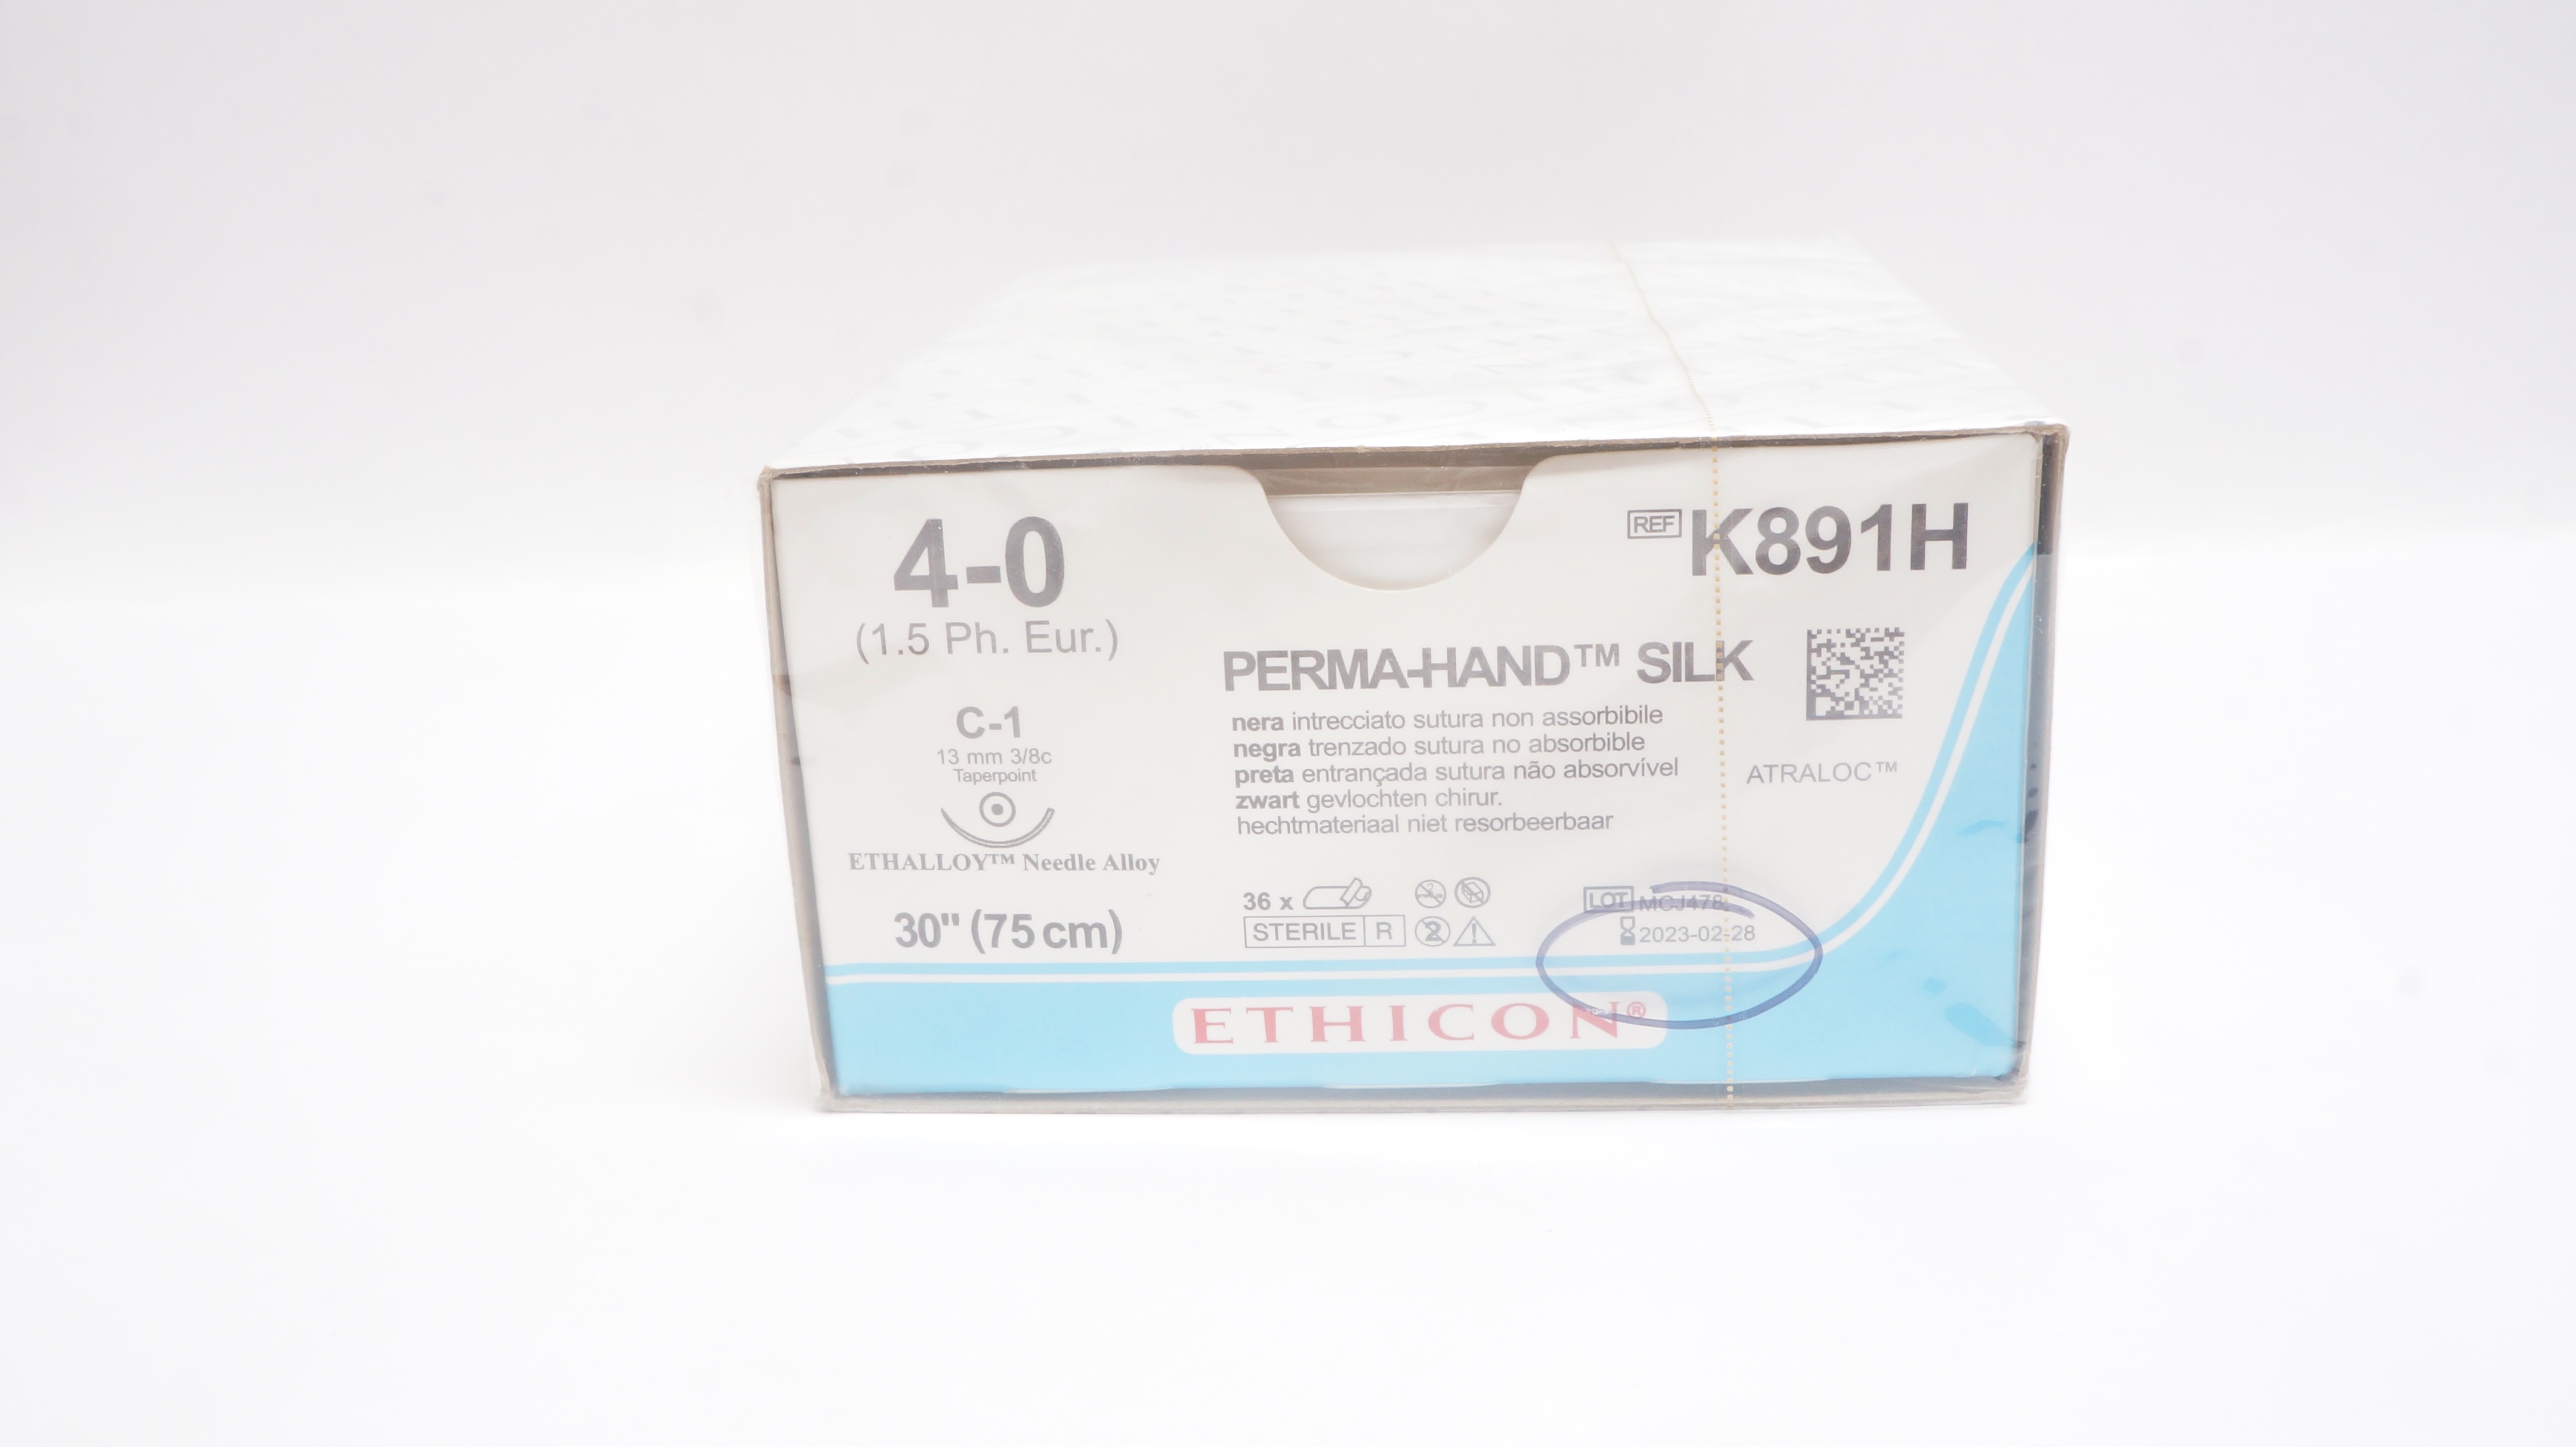 4-0
(1.5 Ph. Eur.)
C-1
13 mm 3/8c
Taperpoint
ETHALLOY™ Needle Alloy
30" (75 cm)
REF K891H
PERMA-HAND™ SILK
nera intrecciato sutura non assorbibile
negra trenzado sutura no absorbible
preta entrançada sutura não absorvível
zwart gevlochten chirur.
hechtmateriaal niet resorbeerbaar
ATRALOC™
36 x
STERILE R
2
LOT MCJ478
2023-02-28
ETHICON®